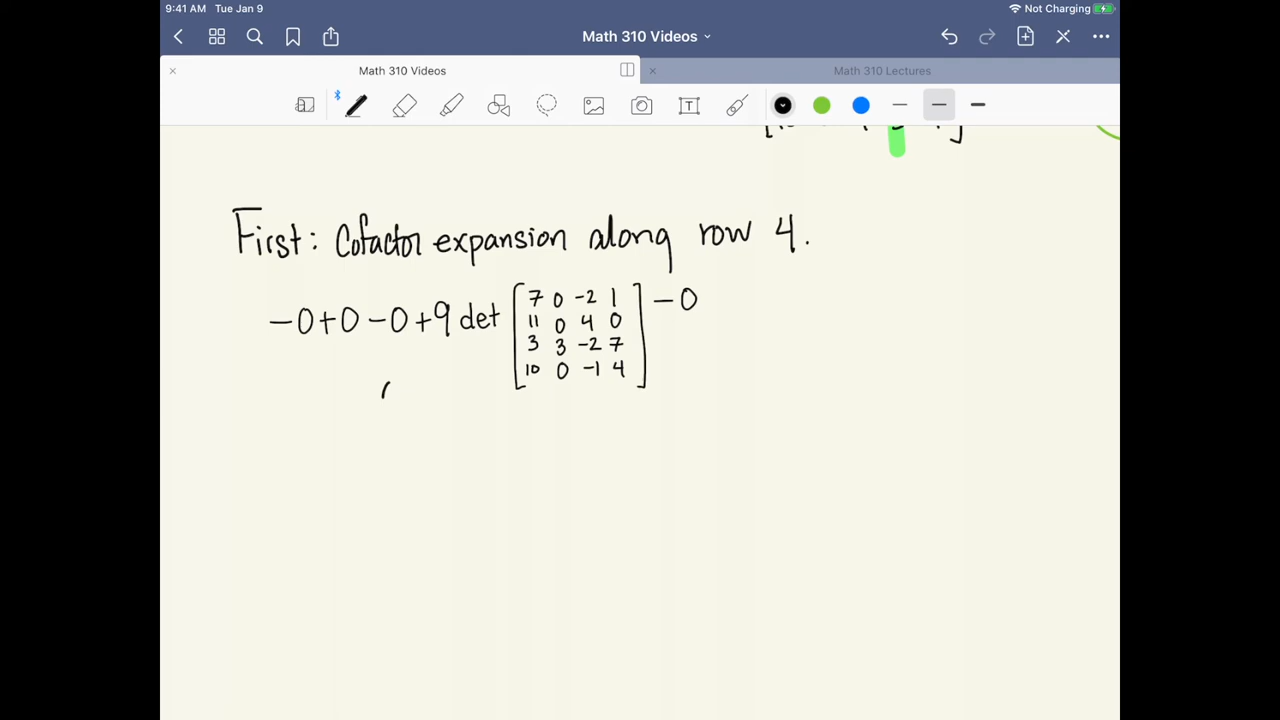 9:41 AM Tue Jan 9
Not Charging
Math 310 Videos
Math 310 Videos
Math 310 Lectures
First: Cofactor expansion along row 4.
-0+0-0+9 det [7 0 -2 1
11 0 4 0
3 3 -2 7
10 0 -1 4] -0